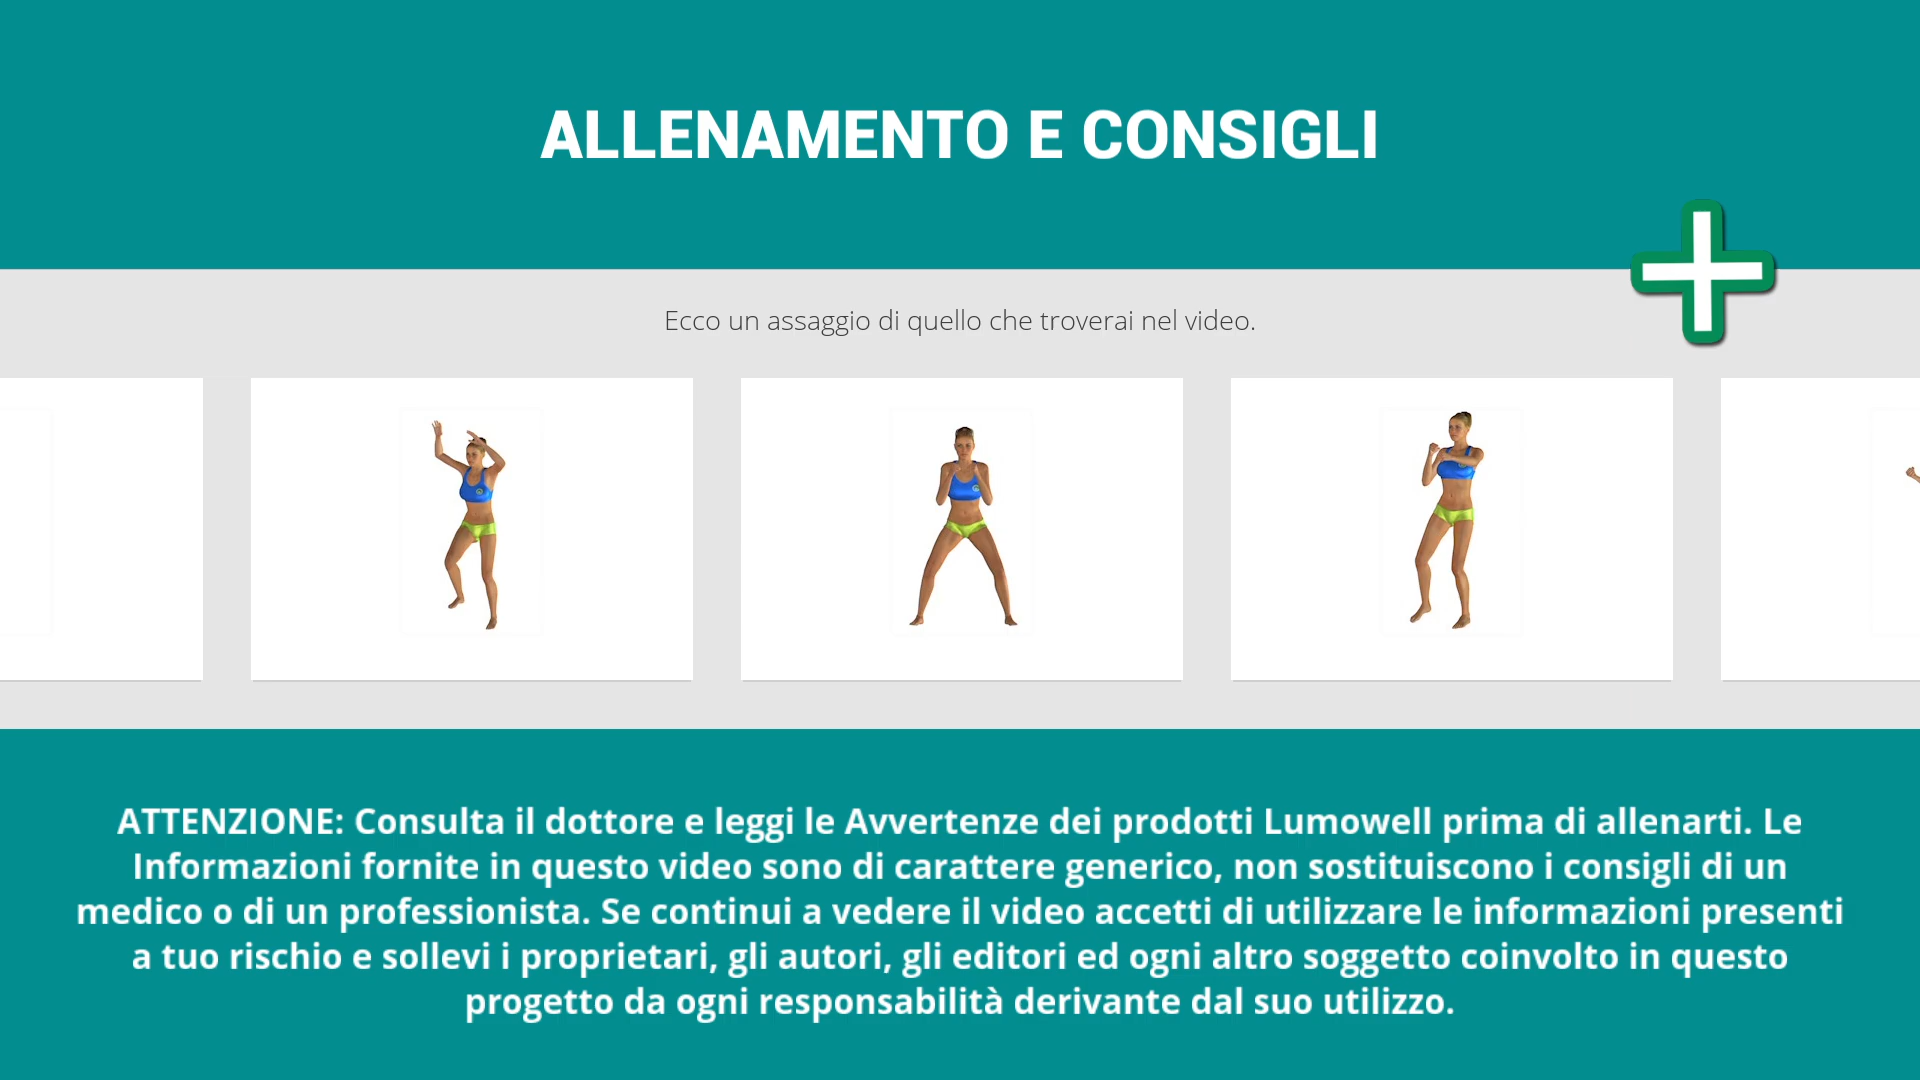 ALLENAMENTO E CONSIGLI
Ecco un assaggio di quello che troverai nel video.
ATTENZIONE: Consulta il dottore e leggi le Avvertenze dei prodotti Lumowell prima di allenarti. Le
Informazioni fornite in questo video sono di carattere generico, non sostituiscono i consigli di un
medico o di un professionista. Se continui a vedere il video accetti di utilizzare le informazioni presenti
a tuo rischio e sollevi i proprietari, gli autori, gli editori ed ogni altro soggetto coinvolto in questo
progetto da ogni responsabilità derivante dal suo utilizzo.